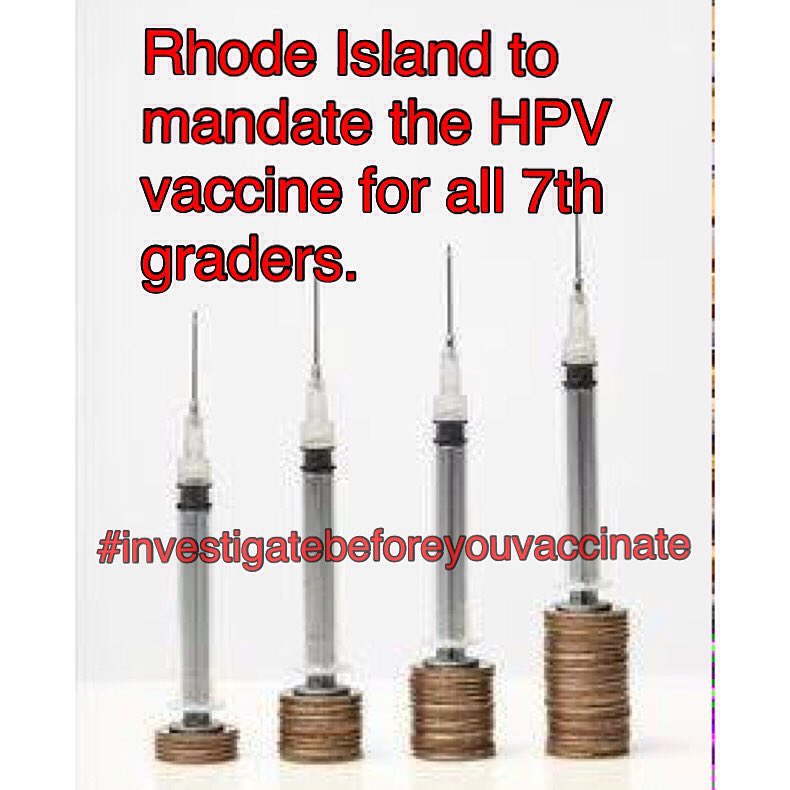 Rhode Island to
mandate the HPV
vaccine for all 7th
graders.
#investigatebeforeyouvaccinate